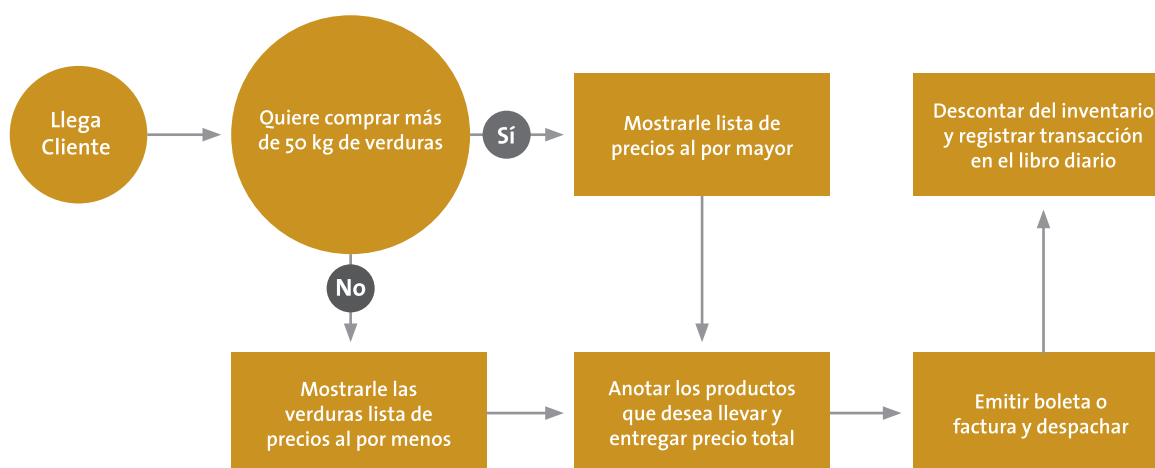 Llega
Cliente
Quiere comprar más
de 50 kg de verduras
Sí
Mostrarle lista de
precios al por mayor
Descontar del inventario
y registrar transacción
en el libro diario
No
Mostrarle las
verduras lista de
precios al por menos
Anotar los productos
que desea llevar y
entregar precio total
Emitir boleta o
factura y despachar